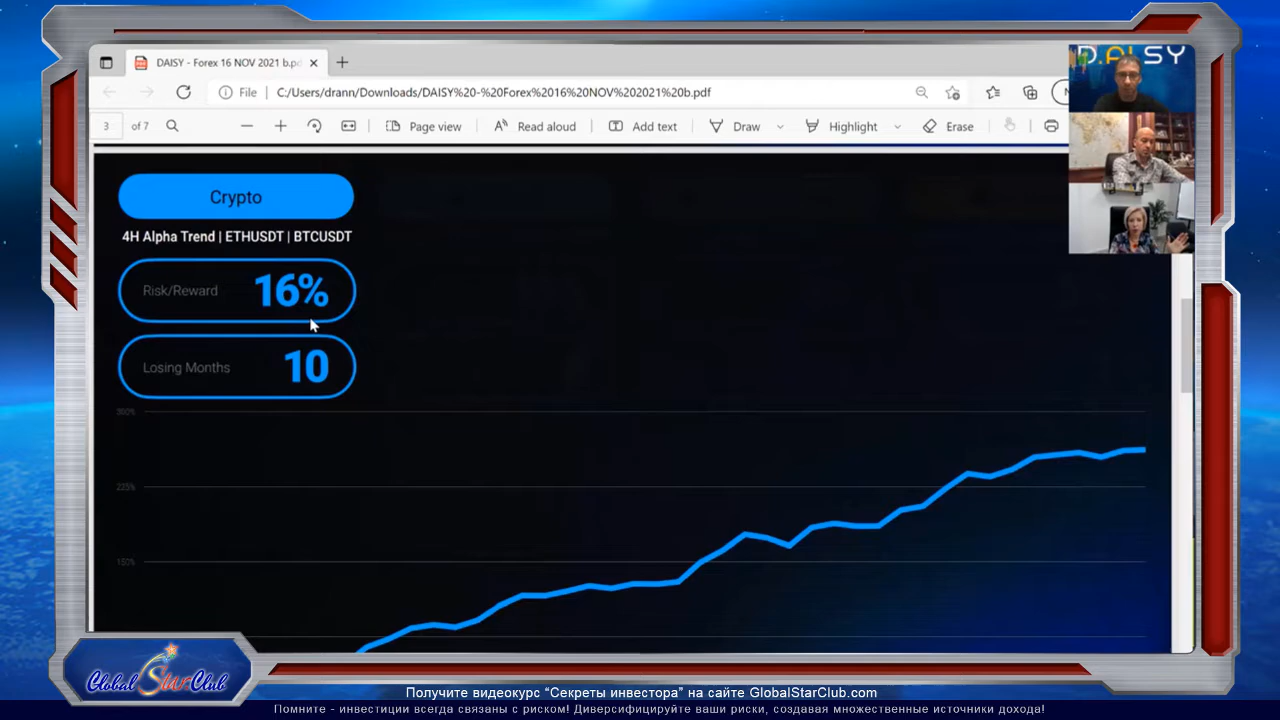 DAISY - Forex 16 NOV 2021 b.pd
File
C:/Users/drann/Downloads/DAISY%20-%20Forex%2016%20NOV%202021%20b.pdf
3 of 7
Page view
Read aloud
Add text
Draw
Highlight
Erase
D.AISY
Crypto
4H Alpha Trend | ETHUSDT | BTCUSDT
Risk/Reward 16%
Losing Months 10
300%
225%
150%
Global Star Club
Получите видеокурс “Секреты инвестора” на сайте GlobalStarClub.com
Помните - инвестиции всегда связаны с риском! Диверсифицируйте ваши риски, создавая множественные источники дохода!